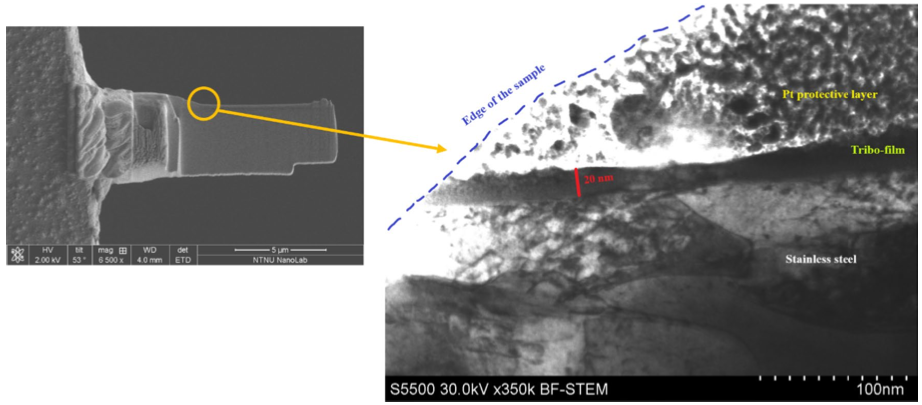 Edge of the sample
Pt protective layer
Tribo-film
20 nm
Stainless steel
HV tilt mag ⊞ WD det
2.00 kV 53 ° 6 500 x 4.0 mm ETD
5 µm
NTNU NanoLab
S5500 30.0kV x350k BF-STEM
100nm